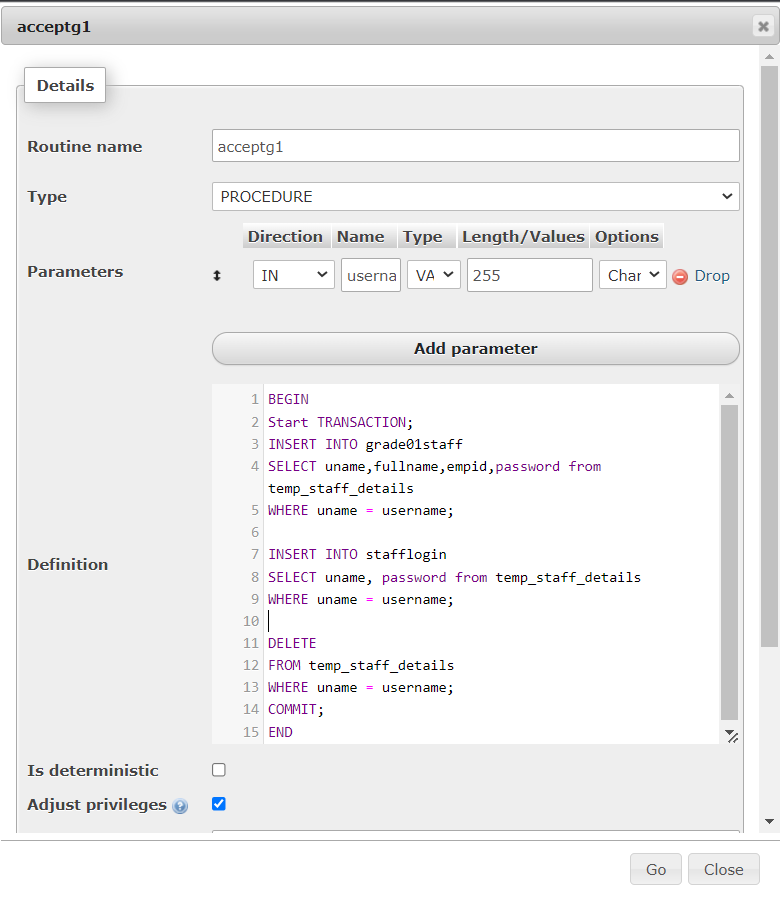 acceptg1
Details
Routine name acceptg1
Type PROCEDURE
Direction Name Type Length/Values Options
Parameters IN userna VA 255 Char Drop
Add parameter
Definition
1 BEGIN
2 Start TRANSACTION;
3 INSERT INTO grade01staff
4 SELECT uname,fullname,empid,password from
temp_staff_details
5 WHERE uname = username;
6
7 INSERT INTO stafflogin
8 SELECT uname, password from temp_staff_details
9 WHERE uname = username;
10
11 DELETE
12 FROM temp_staff_details
13 WHERE uname = username;
14 COMMIT;
15 END
Is deterministic
Adjust privileges
Go Close